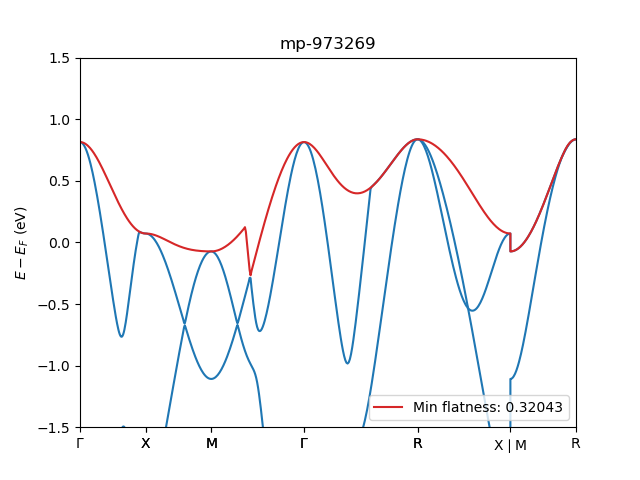 mp-973269
1.5
1.0
0.5
0.0
−0.5
−1.0
−1.5
E − E_F (eV)
Min flatness: 0.32043
Γ X M Γ R X | M R